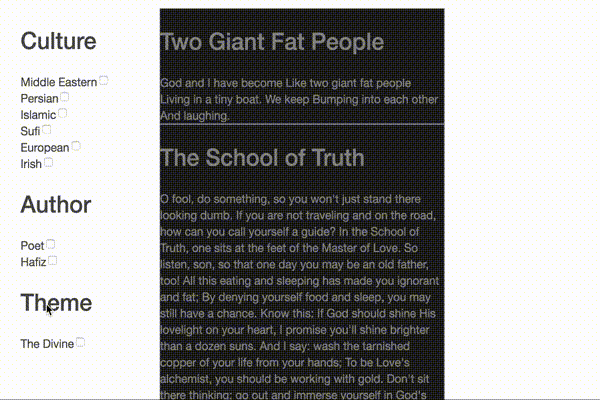 Culture
Middle Eastern
Persian
Islamic
Sufi
European
Irish
Author
Poet
Hafiz
Theme
The Divine
Two Giant Fat People
God and I have become Like two giant fat people
Living in a tiny boat. We keep Bumping into each other
And laughing.
The School of Truth
O fool, do something, so you won't just stand there
looking dumb. If you are not traveling and on the road,
how can you call yourself a guide? In the School of
Truth, one sits at the feet of the Master of Love. So
listen, son, so that one day you may be an old father,
too! All this eating and sleeping has made you ignorant
and fat; By denying yourself food and sleep, you may
still have a chance. Know this: If God should shine His
lovelight on your heart, I promise you'll shine brighter
than a dozen suns. And I say: wash the tarnished
copper of your life from your hands; To be Love's
alchemist, you should be working with gold. Don't sit
there thinking; go out and immerse yourself in God's